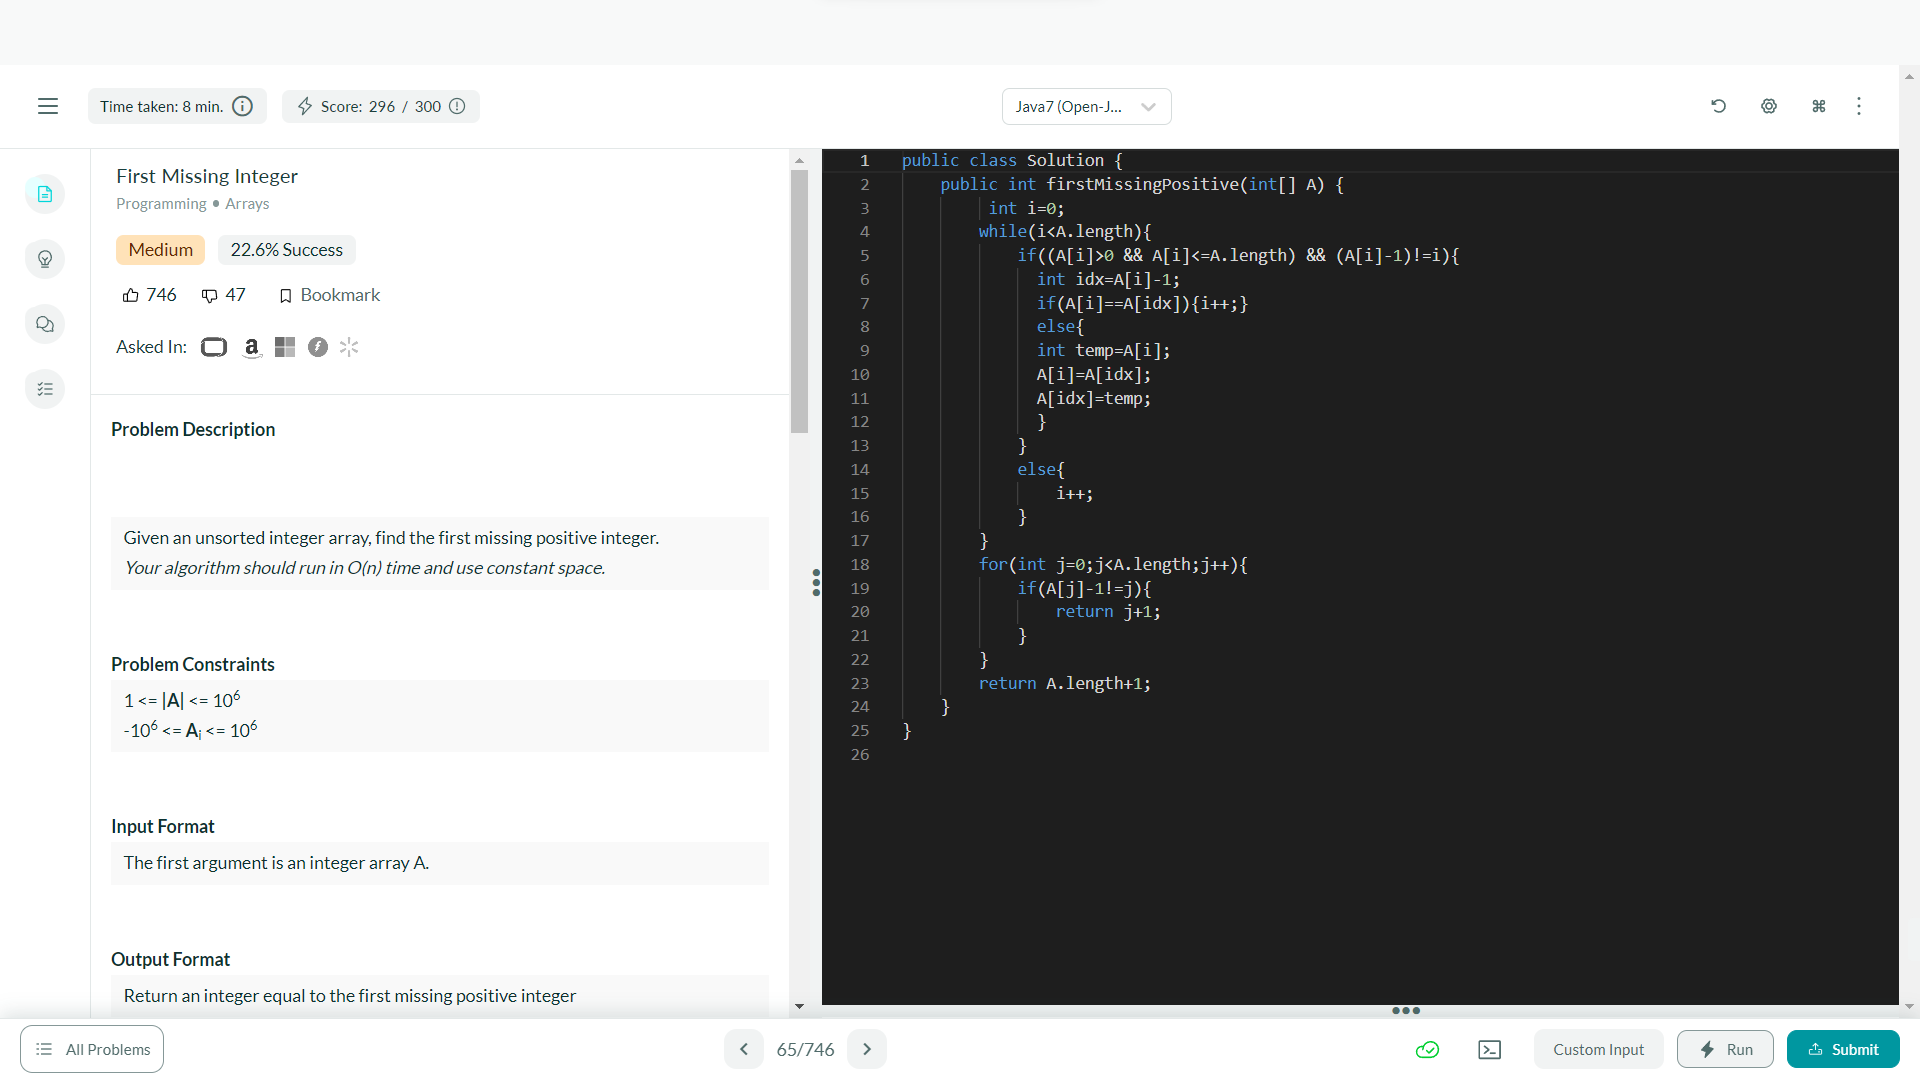 Time taken: 8 min.
Score: 296 / 300
Java7 (Open-J...
First Missing Integer
Programming • Arrays
Medium
22.6% Success
746
47
Bookmark
Asked In:
a
Problem Description
Given an unsorted integer array, find the first missing positive integer.
Your algorithm should run in O(n) time and use constant space.
Problem Constraints
1 <= |A| <= 10⁶
-10⁶ <= Aᵢ <= 10⁶
Input Format
The first argument is an integer array A.
Output Format
Return an integer equal to the first missing positive integer
1 public class Solution {
2 public int firstMissingPositive(int[] A) {
3 int i=0;
4 while(i<A.length){
5 if((A[i]>0 && A[i]<=A.length) && (A[i]-1)!=i){
6 int idx=A[i]-1;
7 if(A[i]==A[idx]){i++;}
8 else{
9 int temp=A[i];
10 A[i]=A[idx];
11 A[idx]=temp;
12 }
13 }
14 else{
15 i++;
16 }
17 }
18 for(int j=0;j<A.length;j++){
19 if(A[j]-1!=j){
20 return j+1;
21 }
22 }
23 return A.length+1;
24 }
25 }
26
All Problems
65/746
Custom Input
Run
Submit